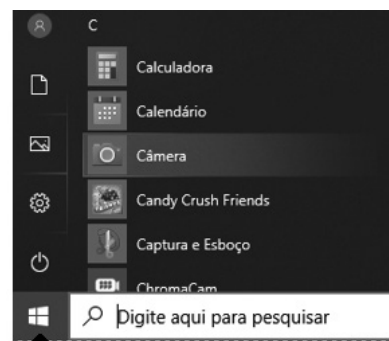 C
Calculadora
Calendário
Câmera
Candy Crush Friends
Captura e Esboço
ChromaCam
Digite aqui para pesquisar